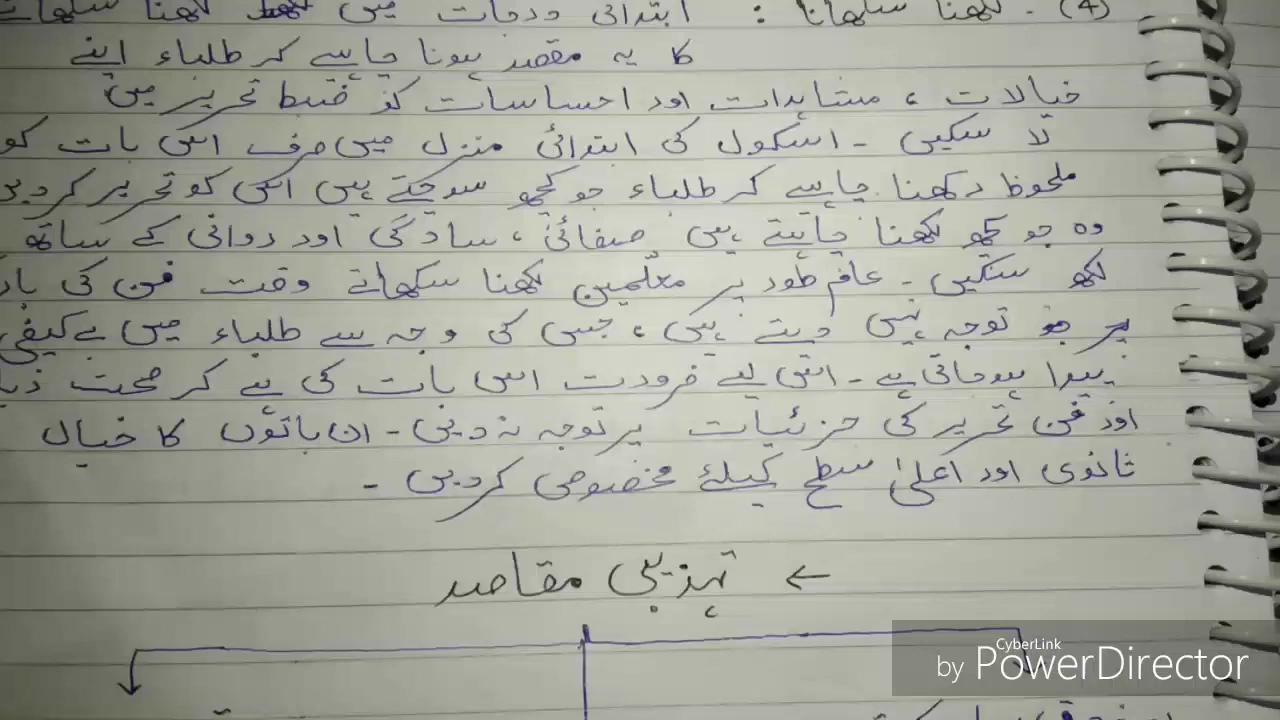 (4) ۔ لکھنا سکھانا : ابتدائی درجات میں لکھنا سکھانے
کا یہ مقصد ہونا چاہیے کہ طلباء اپنے
خیالات ، مشاہدات اور احساسات کو ضبط تحریر میں
لا سکیں ۔ اسکول کی ابتدائی منزل میں صرف اس بات کو
ملحوظ رکھنا چاہیے کہ طلباء جو کچھ سوچتے ہیں اس کو تحریر کر دیں
وہ جو کچھ لکھنا چاہتے ہیں صفائی ، سادگی اور روانی کے ساتھ
لکھ سکیں ۔ عام طور پر معلّمین لکھنا سکھاتے وقت فن کی
پر توجہ نہیں دیتے ہیں ، جس کی وجہ سے طلباء میں بے کیفی
پیدا ہو جاتی ہے ۔ اس لیے ضرورت اس بات کی ہے کہ صحت
اور فن تحریر کی جزئیات پر توجہ نہ دیں ۔ ان باتوں کا خیال
ثانوی اور اعلیٰ سطح کیلئے مخصوص کر دیں ۔
← تہذیبی مقاصد
CyberLink
by PowerDirector